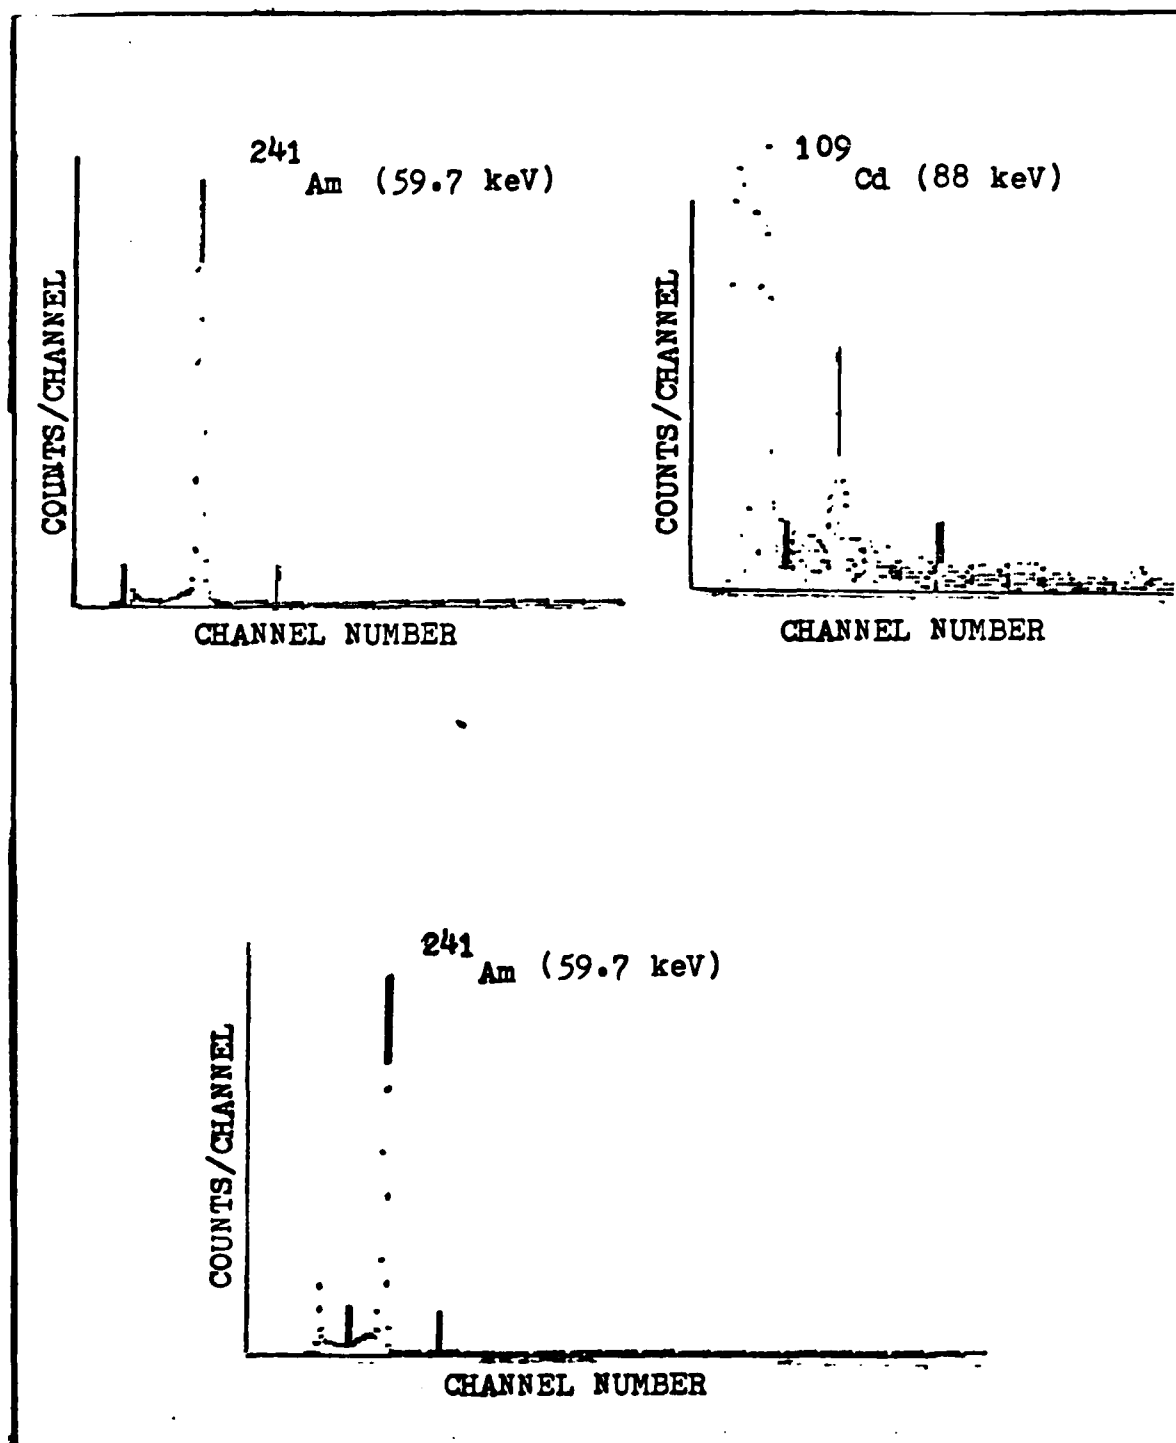 241
Am (59.7 keV)
COUNTS/CHANNEL
CHANNEL NUMBER
109
Cd (88 keV)
COUNTS/CHANNEL
CHANNEL NUMBER
241
Am (59.7 keV)
COUNTS/CHANNEL
CHANNEL NUMBER